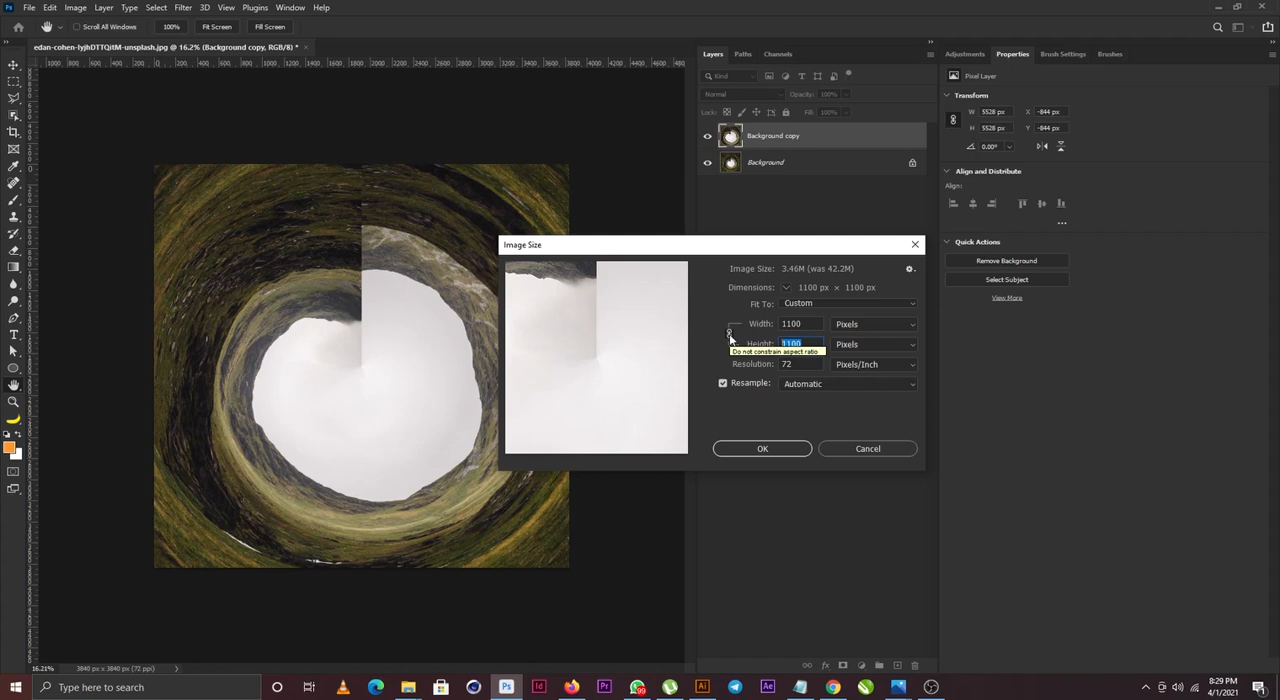 File Edit Image Layer Type Select Filter 3D View Plugins Window Help
Scroll All Windows 100% Fit Screen Fill Screen
edan-cohen-lyjhDTTQitM-unsplash.jpg @ 16.2% (Background copy, RGB/8) *
Layers Paths Channels
Kind
Normal Opacity: 100%
Lock: Fill: 100%
Background copy
Background
Adjustments Properties Brush Settings Brushes
Pixel Layer
Transform
W 5528 px X -844 px
H 5528 px Y -844 px
0.00°
Align and Distribute
Align:
Quick Actions
Remove Background
Select Subject
View More
Image Size
Image Size: 3.46M (was 42.2M)
Dimensions: 1100 px × 1100 px
Fit To: Custom
Width: 1100 Pixels
Height: 1100 Pixels
Do not constrain aspect ratio
Resolution: 72 Pixels/Inch
Resample: Automatic
OK Cancel
16.21% 3840 px x 3840 px (72 ppi)
Type here to search
8:29 PM
4/1/2021